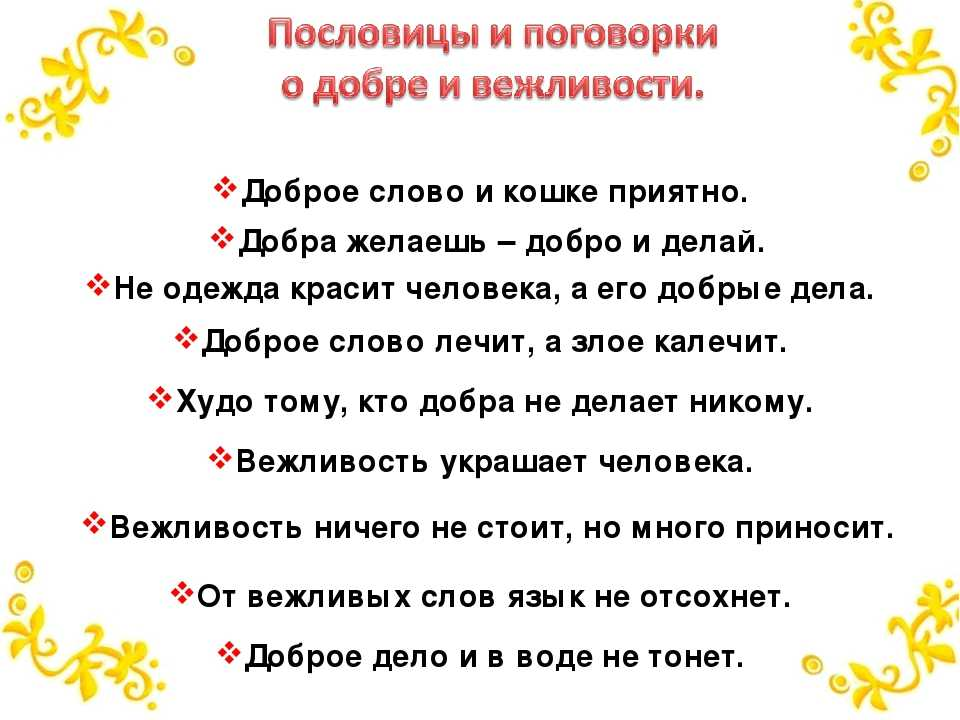 Пословицы и поговорки
о добре и вежливости.
❖Доброе слово и кошке приятно.
❖Добра желаешь – добро и делай.
❖Не одежда красит человека, а его добрые дела.
❖Доброе слово лечит, а злое калечит.
❖Худо тому, кто добра не делает никому.
❖Вежливость украшает человека.
❖Вежливость ничего не стоит, но много приносит.
❖От вежливых слов язык не отсохнет.
❖Доброе дело и в воде не тонет.